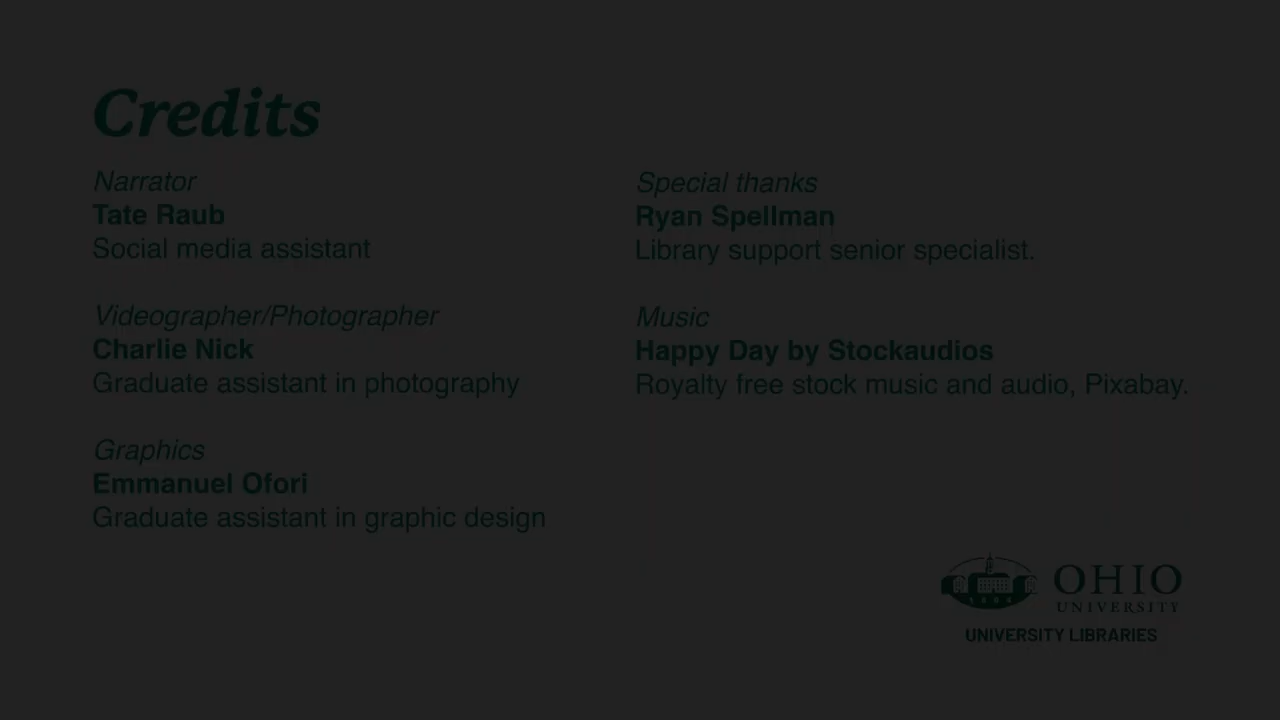 Credits
Narrator
Tate Raub
Social media assistant
Videographer/Photographer
Charlie Nick
Graduate assistant in photography
Graphics
Emmanuel Ofori
Graduate assistant in graphic design
Special thanks
Ryan Spellman
Library support senior specialist.
Music
Happy Day by Stockaudios
Royalty free stock music and audio, Pixabay.
1804
OHIO
UNIVERSITY
UNIVERSITY LIBRARIES